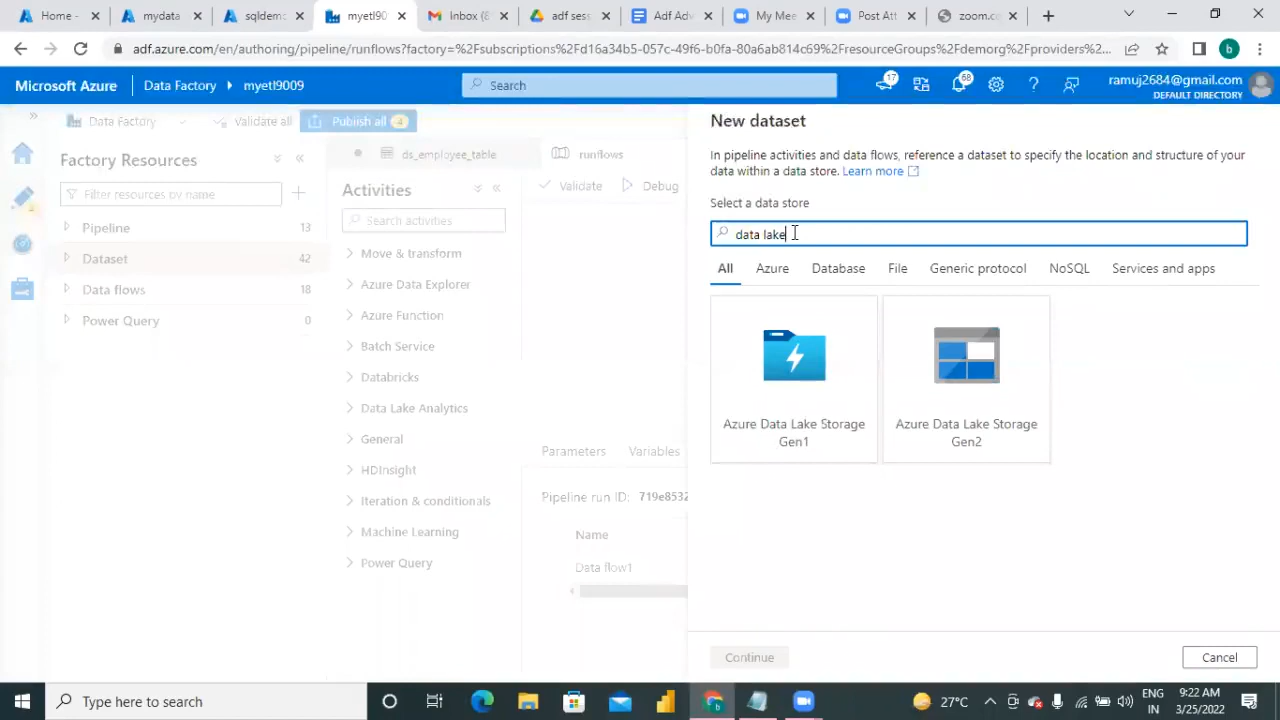 Home -
mydata
sqldem
myetl90
Inbox (8
adf ses
Adf Adv
My Mee
Post Att
zoom.c
adf.azure.com/en/authoring/pipeline/runflows?factory=%2Fsubscriptions%2Fd16a34b5-057c-49f6-b0fa-80a6ab814c69%2FresourceGroups%2Fdemorg%2Fproviders%2...
b
Microsoft Azure
Data Factory
myetl9009
Search
17
68
ramuj2684@gmail.com
DEFAULT DIRECTORY
Data Factory
Validate all
Publish all
Factory Resources
Filter resources by name
Pipeline 13
Dataset 42
Data flows 18
Power Query 0
ds_employee_table
runflows
Activities
Search activities
Move & transform
Azure Data Explorer
Azure Function
Batch Service
Databricks
Data Lake Analytics
General
HDInsight
Iteration & conditionals
Machine Learning
Power Query
Validate
Debug
Parameters
Variables
Pipeline run ID: 719e8532
Name
Data flow1
New dataset
In pipeline activities and data flows, reference a dataset to specify the location and structure of your
data within a data store. Learn more
Select a data store
data lake
All
Azure
Database
File
Generic protocol
NoSQL
Services and apps
Azure Data Lake Storage
Gen1
Azure Data Lake Storage
Gen2
Continue
Cancel
Type here to search
27°C
ENG
IN
9:22 AM
3/25/2022